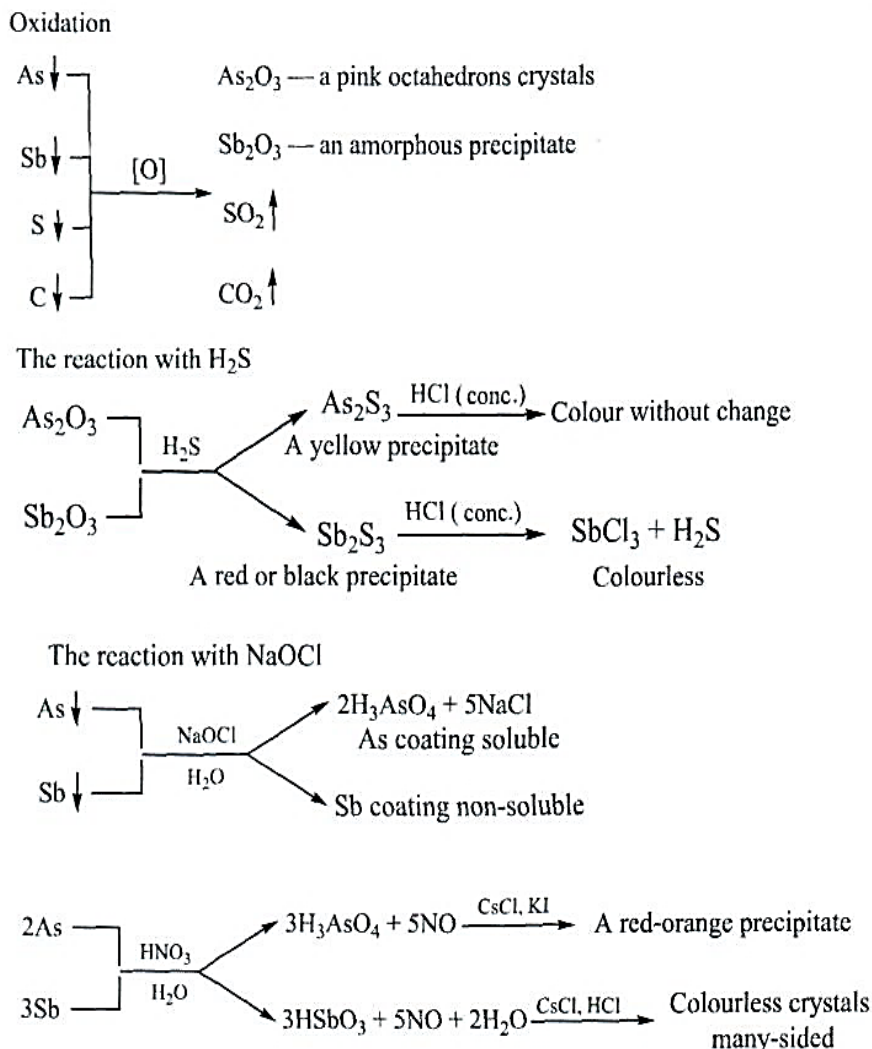 Oxidation
As↓
As₂O₃ — a pink octahedrons crystals
Sb↓
Sb₂O₃ — an amorphous precipitate
[O]
S↓
SO₂↑
C↓
CO₂↑
The reaction with H₂S
As₂O₃
H₂S
As₂S₃
HCl (conc.)
Colour without change
A yellow precipitate
Sb₂O₃
Sb₂S₃
HCl (conc.)
SbCl₃ + H₂S
A red or black precipitate
Colourless
The reaction with NaOCl
As↓
NaOCl
H₂O
2H₃AsO₄ + 5NaCl
As coating soluble
Sb↓
Sb coating non-soluble
2As
HNO₃
H₂O
3H₃AsO₄ + 5NO
CsCl, KI
A red-orange precipitate
3Sb
3HSbO₃ + 5NO + 2H₂O
CsCl, HCl
Colourless crystals
many-sided